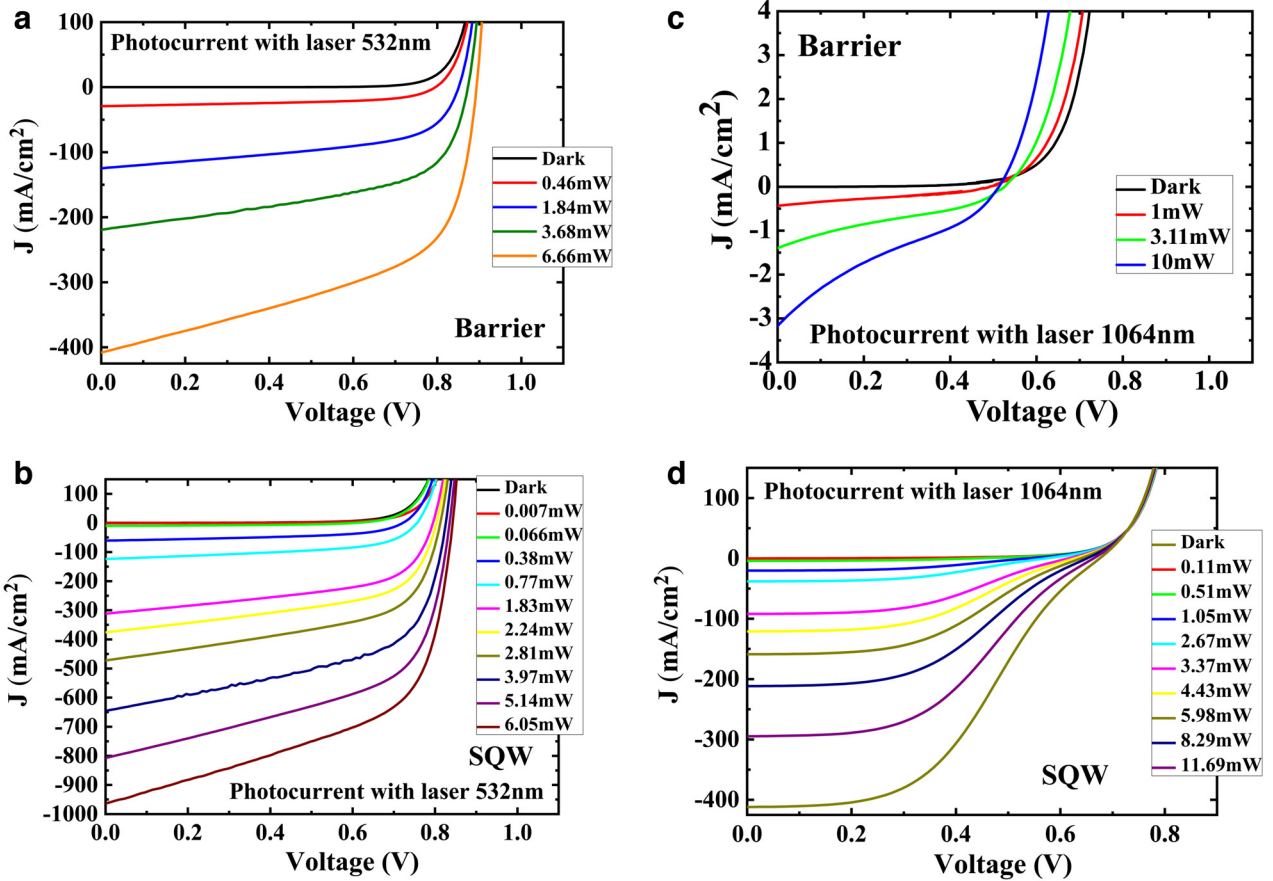 a
Photocurrent with laser 532nm
100
0
-100
-200
-300
-400
J (mA/cm²)
Dark
0.46mW
1.84mW
3.68mW
6.66mW
Barrier
0.0 0.2 0.4 0.6 0.8 1.0
Voltage (V)
c
Barrier
4
3
2
1
0
-1
-2
-3
-4
J (mA/cm²)
Dark
1mW
3.11mW
10mW
Photocurrent with laser 1064nm
0.0 0.2 0.4 0.6 0.8 1.0
Voltage (V)
b
100
0
-100
-200
-300
-400
-500
-600
-700
-800
-900
-1000
J (mA/cm²)
Dark
0.007mW
0.066mW
0.38mW
0.77mW
1.83mW
2.24mW
2.81mW
3.97mW
5.14mW
6.05mW
SQW
Photocurrent with laser 532nm
0.0 0.2 0.4 0.6 0.8 1.0
Voltage (V)
d
Photocurrent with laser 1064nm
100
0
-100
-200
-300
-400
J (mA/cm²)
Dark
0.11mW
0.51mW
1.05mW
2.67mW
3.37mW
4.43mW
5.98mW
8.29mW
11.69mW
SQW
0.0 0.2 0.4 0.6 0.8
Voltage (V)